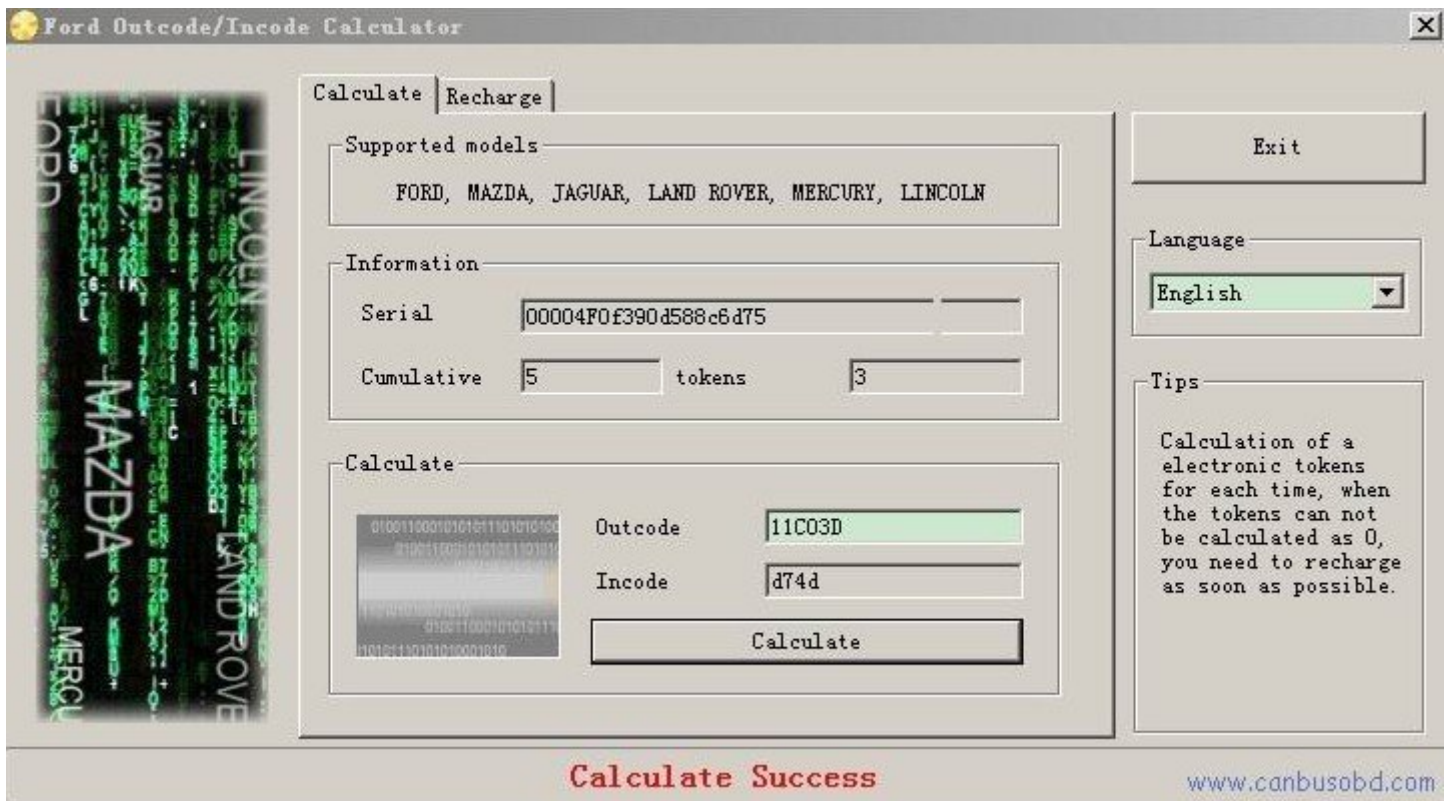 Ford Outcode/Incode Calculator
Calculate
Recharge
Supported models
FORD, MAZDA, JAGUAR, LAND ROVER, MERCURY, LINCOLN
Information
Serial
00004F0f390d588c6d75
Cumulative
5
tokens
3
Calculate
Outcode
11C03D
Incode
d74d
Calculate
Exit
Language
English
Tips
Calculation of a
electronic tokens
for each time, when
the tokens can not
be calculated as 0,
you need to recharge
as soon as possible.
FORD
JAGUAR
LINCOLN
MAZDA
LAND ROVE
MERCU
Calculate Success
www.canbusobd.com